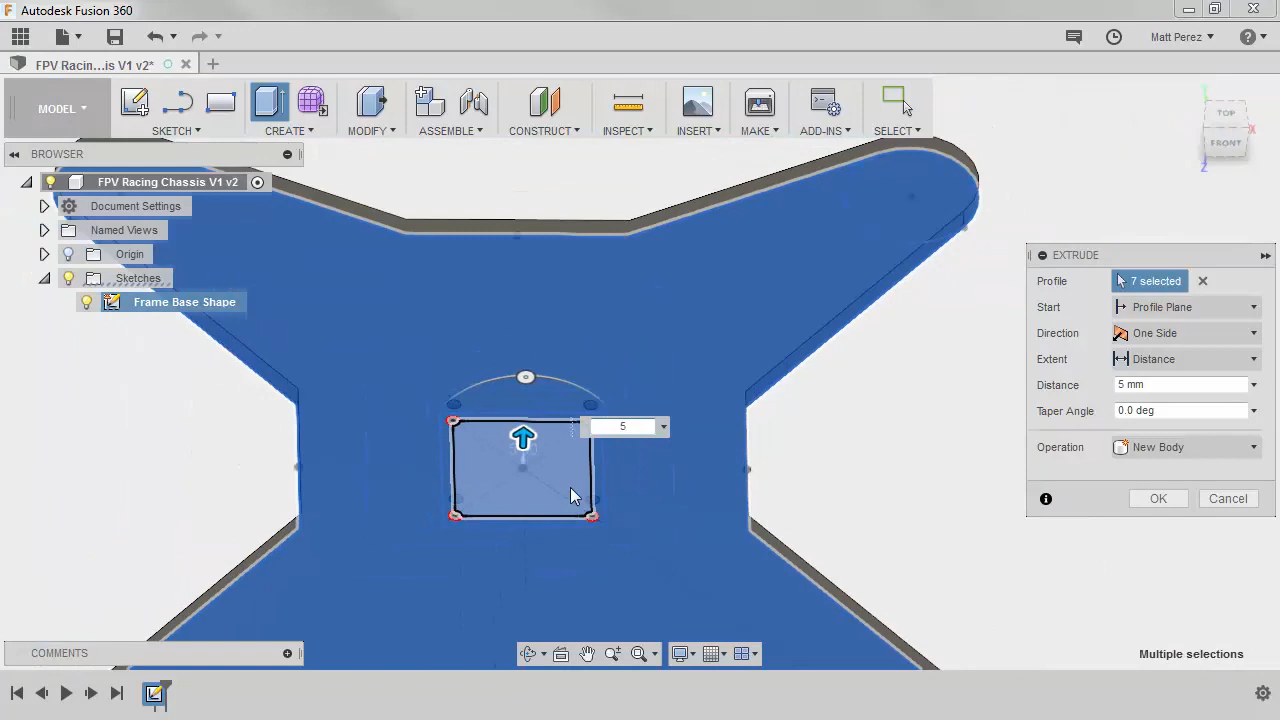 Autodesk Fusion 360
Matt Perez
FPV Racin...is V1 v2*
MODEL
SKETCH
CREATE
MODIFY
ASSEMBLE
CONSTRUCT
INSPECT
INSERT
MAKE
ADD-INS
SELECT
TOP
FRONT
X
Y
Z
BROWSER
FPV Racing Chassis V1 v2
Document Settings
Named Views
Origin
Sketches
Frame Base Shape
EXTRUDE
Profile 7 selected
Start Profile Plane
Direction One Side
Extent Distance
Distance 5 mm
Taper Angle 0.0 deg
Operation New Body
OK Cancel
5
COMMENTS
Multiple selections